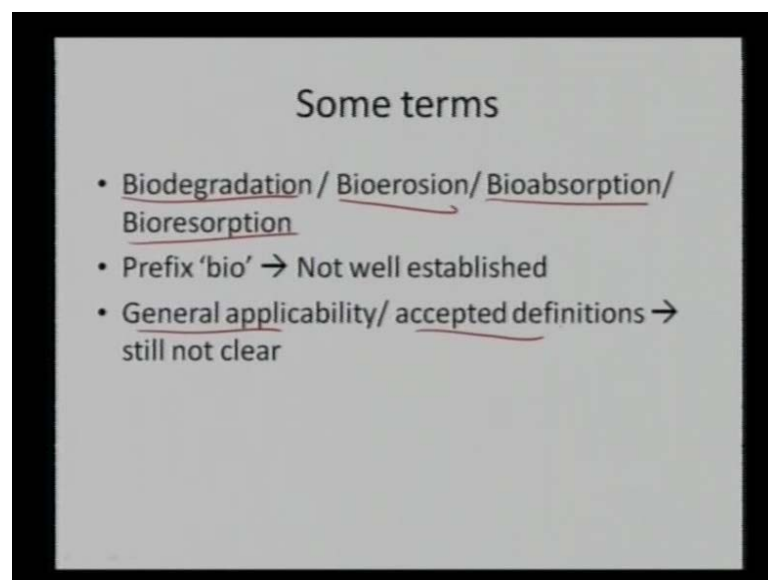 Some terms
• Biodegradation / Bioerosion/ Bioabsorption/
Bioresorption
• Prefix ‘bio’ → Not well established
• General applicability/ accepted definitions →
still not clear